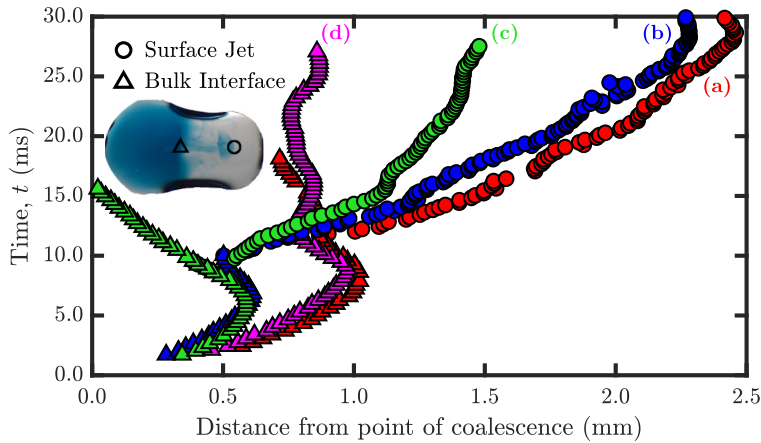 30.0
25.0
20.0
15.0
10.0
5.0
0.0
Time, t (ms)
Surface Jet
Bulk Interface
(d)
(c)
(b)
(a)
0.0 0.5 1.0 1.5 2.0 2.5
Distance from point of coalescence (mm)